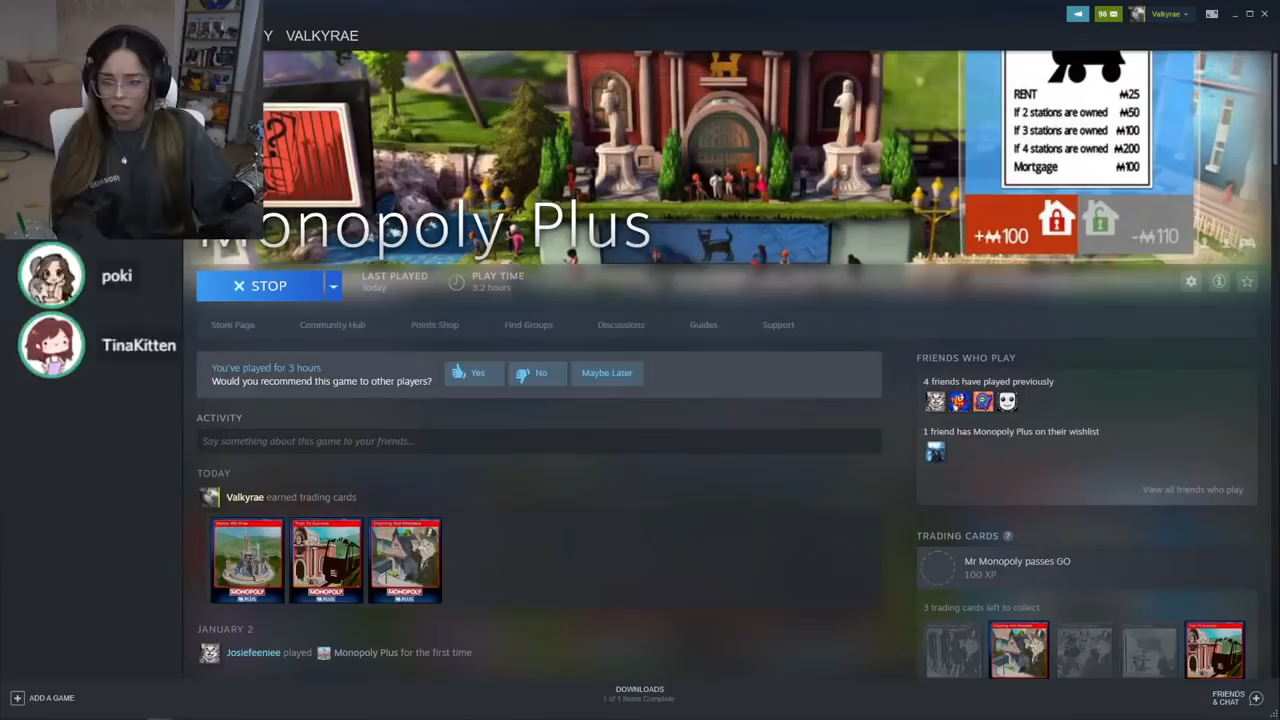 98
Valkyrae
Y VALKYRAE
RENT ₩25
If 2 stations are owned ₩50
If 3 stations are owned ₩100
If 4 stations are owned ₩200
Mortgage ₩100
+₩100
-₩110
Monopoly Plus
poki
TinaKitten
STOP
LAST PLAYED
Today
PLAY TIME
3.2 hours
Store Page Community Hub Points Shop Find Groups Discussions Guides Support
You've played for 3 hours
Would you recommend this game to other players?
Yes
No
Maybe Later
ACTIVITY
Say something about this game to your friends...
TODAY
Valkyrae earned trading cards
MONOPOLY
PLUS
MONOPOLY
PLUS
MONOPOLY
PLUS
JANUARY 2
Josiefeeniee played Monopoly Plus for the first time
FRIENDS WHO PLAY
4 friends have played previously
1 friend has Monopoly Plus on their wishlist
View all friends who play
TRADING CARDS ?
Mr Monopoly passes GO
100 XP
3 trading cards left to collect
ADD A GAME
DOWNLOADS
1 of 1 Items Complete
FRIENDS
& CHAT